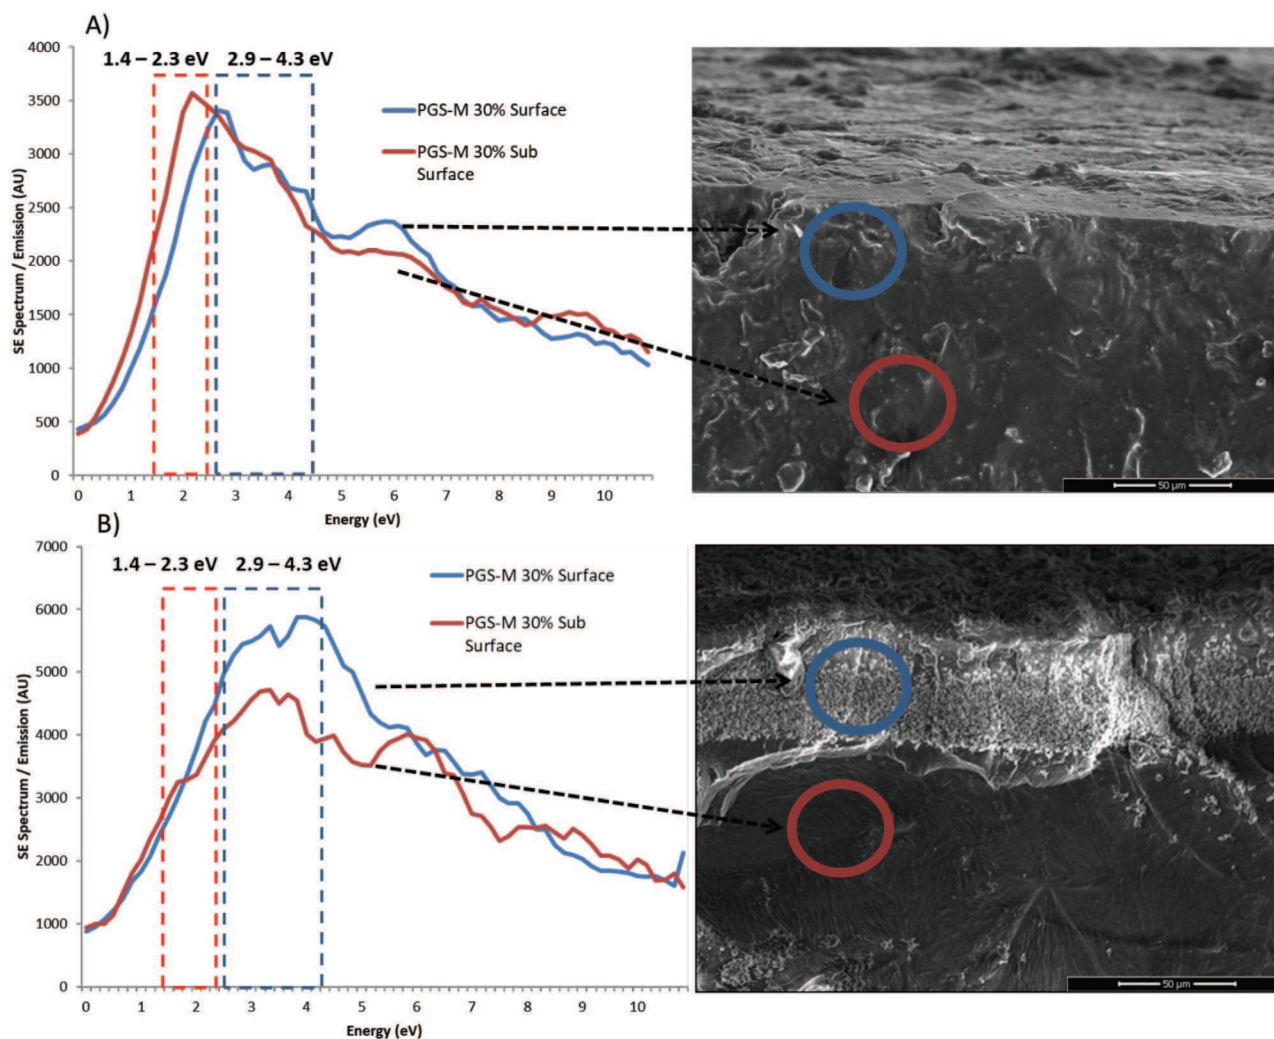 A)
1.4 – 2.3 eV
2.9 – 4.3 eV
4000
3500
3000
2500
2000
1500
1000
500
0
SE Spectrum / Emission (AU)
PGS-M 30% Surface
PGS-M 30% Sub
Surface
0 1 2 3 4 5 6 7 8 9 10
Energy (eV)
50 µm
B)
1.4 – 2.3 eV
2.9 – 4.3 eV
7000
6000
5000
4000
3000
2000
1000
0
SE Spectrum / Emission (AU)
PGS-M 30% Surface
PGS-M 30% Sub
Surface
0 1 2 3 4 5 6 7 8 9 10
Energy (eV)
50 µm